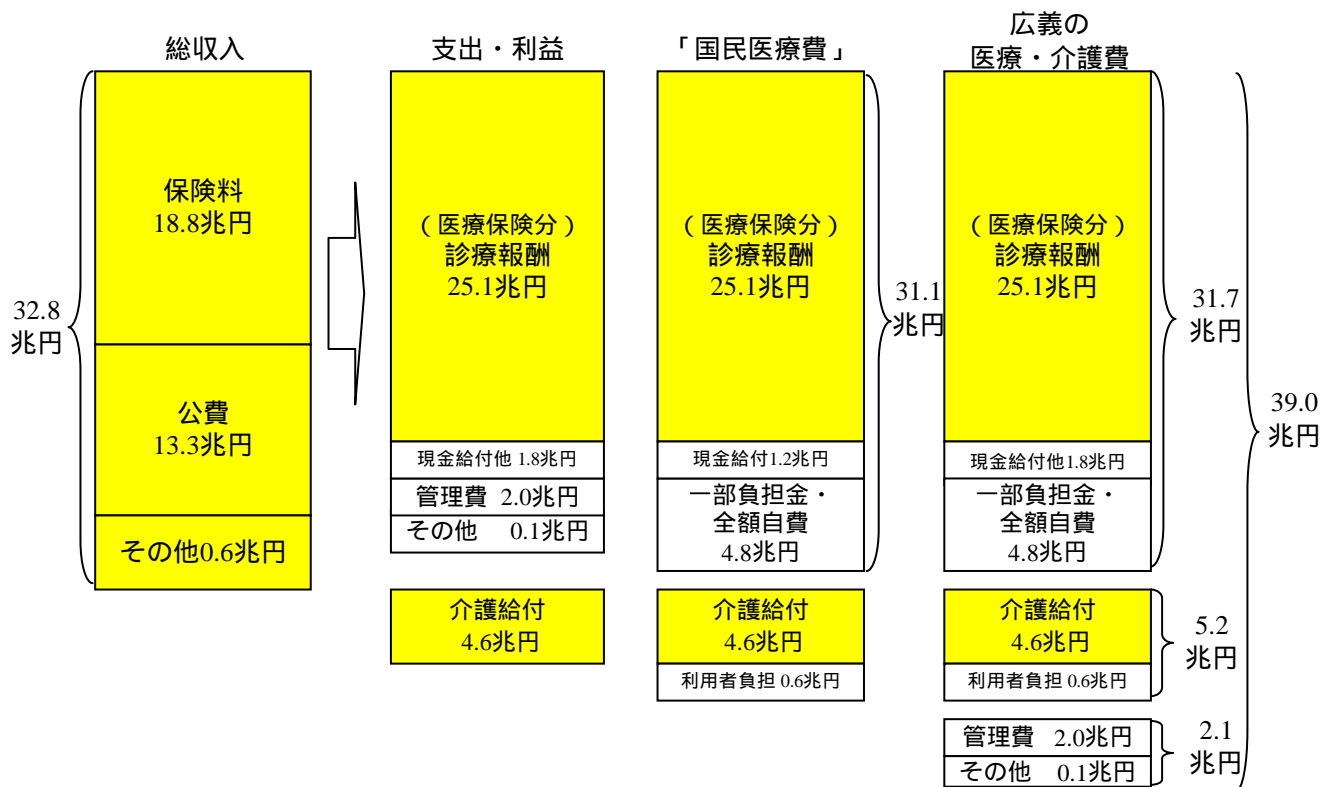 総収入
32.8
兆円
保険料
18.8兆円
公費
13.3兆円
その他0.6兆円
支出・利益
(医療保険分)
診療報酬
25.1兆円
現金給付他 1.8兆円
管理費 2.0兆円
その他 0.1兆円
介護給付
4.6兆円
「国民医療費」
(医療保険分)
診療報酬
25.1兆円
現金給付1.2兆円
一部負担金・
全額自費
4.8兆円
31.1
兆円
介護給付
4.6兆円
利用者負担 0.6兆円
広義の
医療・介護費
(医療保険分)
診療報酬
25.1兆円
現金給付他1.8兆円
一部負担金・
全額自費
4.8兆円
31.7
兆円
介護給付
4.6兆円
利用者負担 0.6兆円
5.2
兆円
管理費 2.0兆円
その他 0.1兆円
2.1
兆円
39.0
兆円